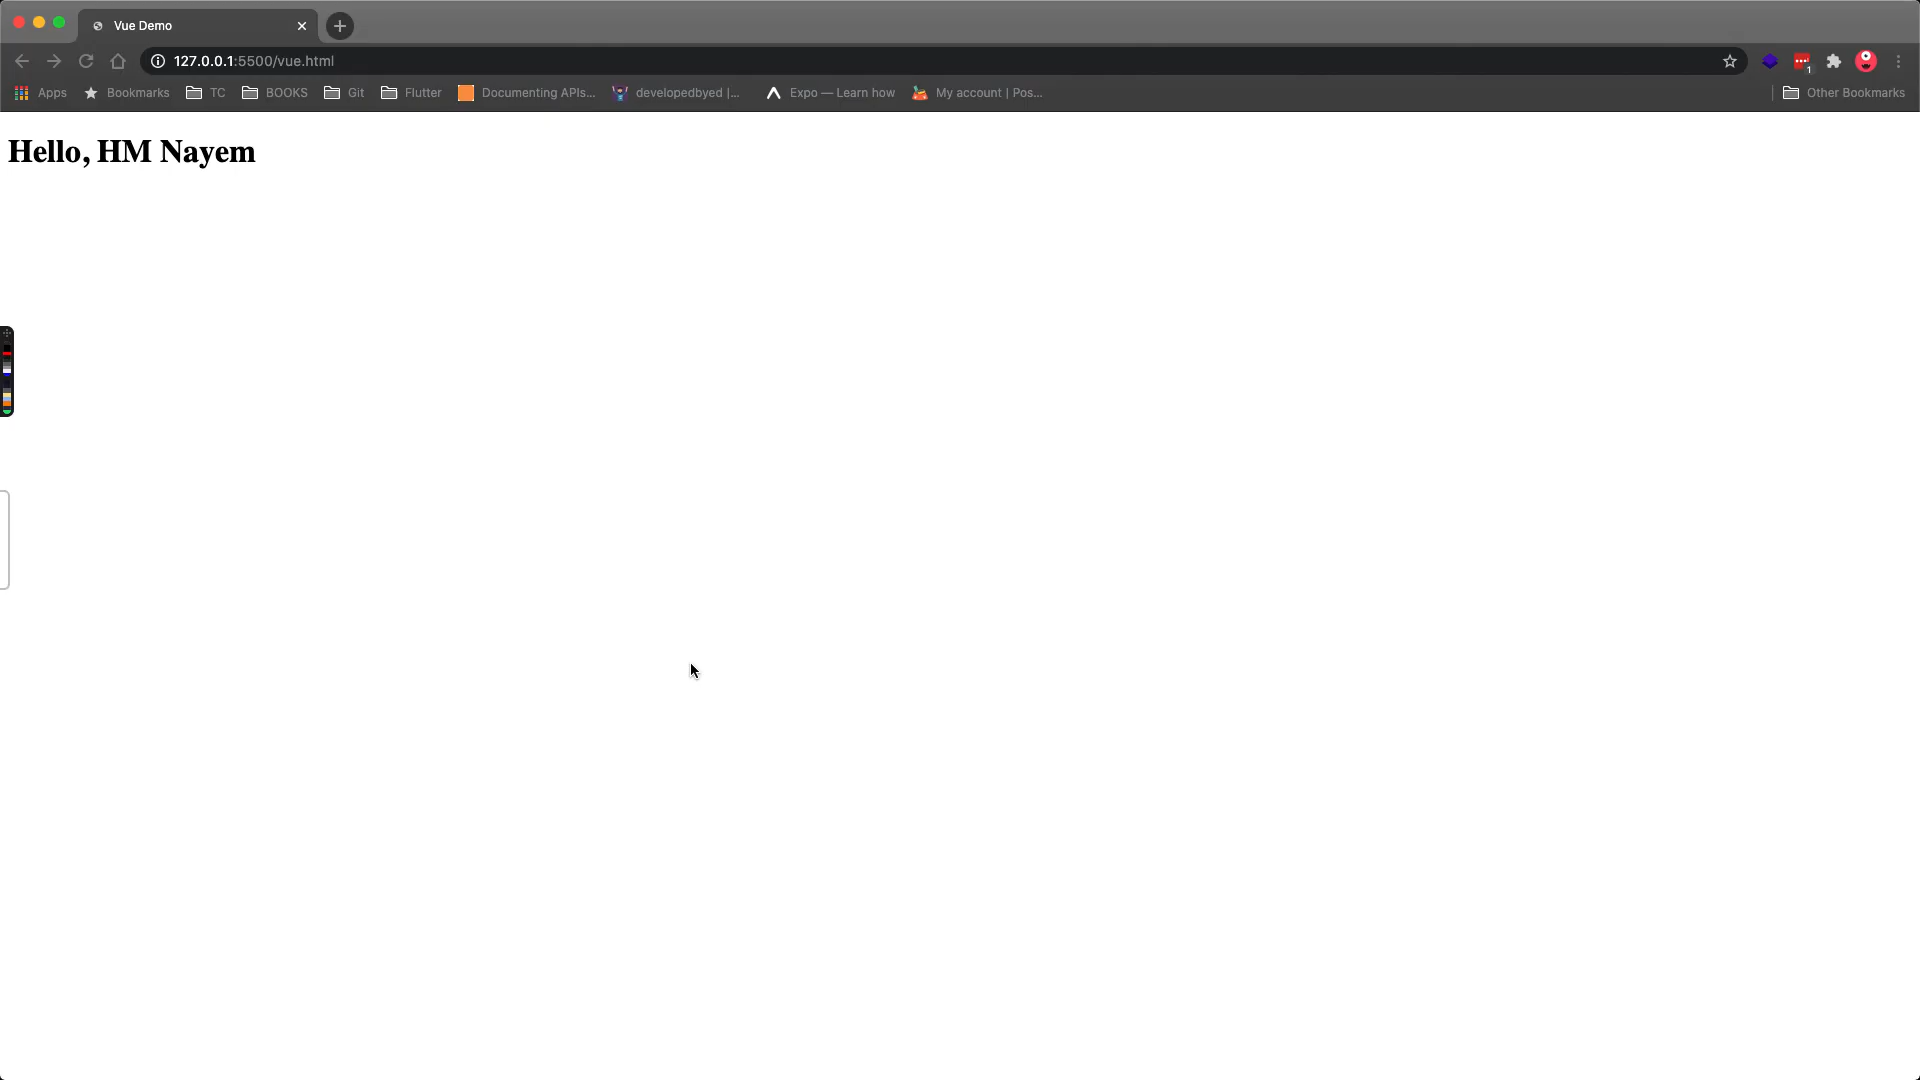 Vue Demo
127.0.0.1:5500/vue.html
Apps Bookmarks TC BOOKS Git Flutter Documenting APIs... developedbyed |... Expo — Learn how My account | Pos... Other Bookmarks
1
Hello, HM Nayem